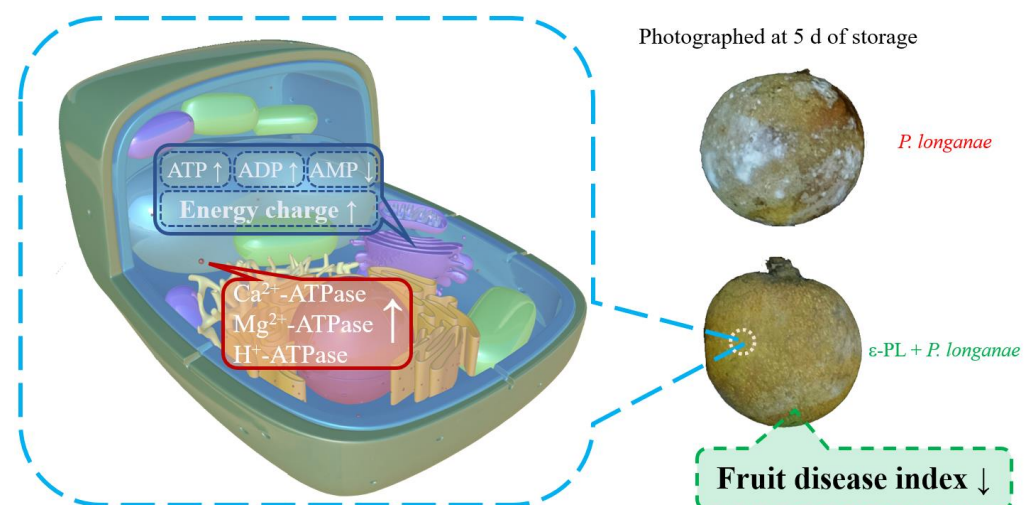 Photographed at 5 d of storage
P. longanae
ATP ↑ ADP ↑ AMP ↓
Energy charge ↑
Ca²⁺-ATPase
Mg²⁺-ATPase ↑
H⁺-ATPase
ε-PL + P. longanae
Fruit disease index ↓